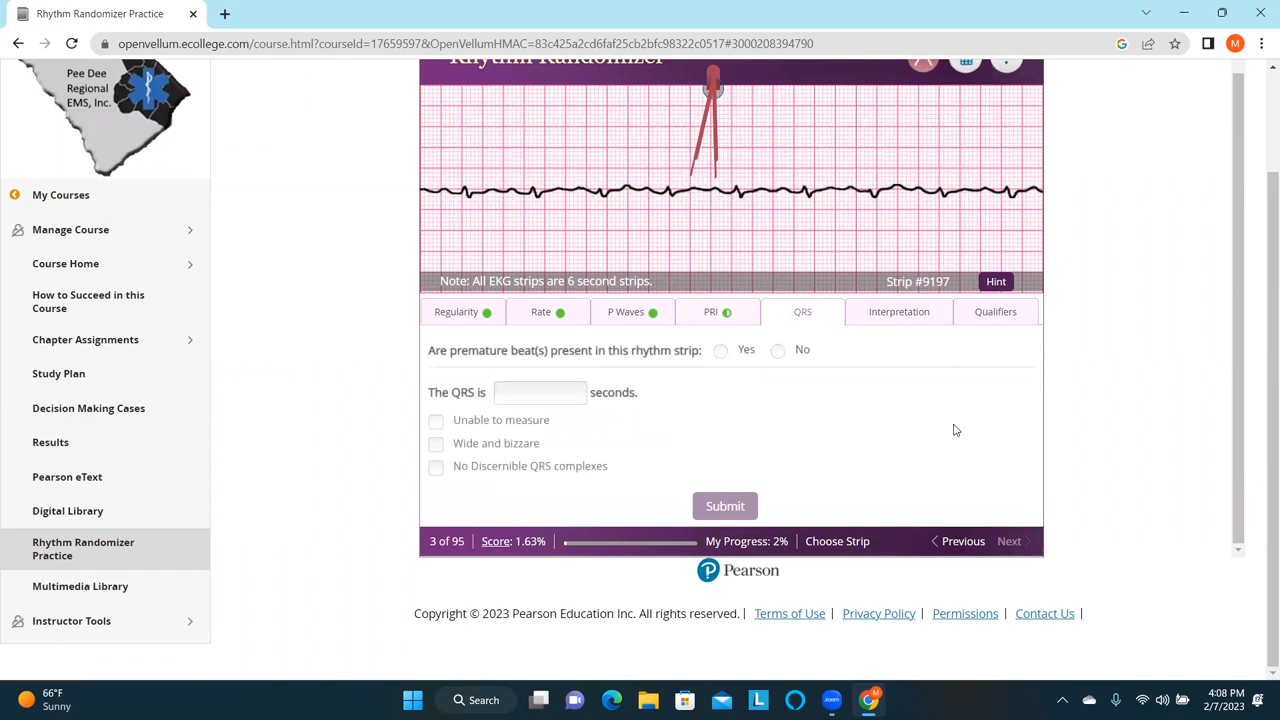 Rhythm Randomizer Practice
openvellum.ecollege.com/course.html?courseId=17659597&OpenVellumHMAC=
M
Pee Dee
Regional
EMS, Inc.
My Courses
Manage Course
Course Home
How to Succeed in this
Course
Chapter Assignments
Study Plan
Decision Making Cases
Results
Pearson eText
Digital Library
Rhythm Randomizer
Practice
Multimedia Library
Instructor Tools
Rhythm Randomizer
Note: All EKG strips are 6 second strips.
Strip #9197
Hint
Regularity
Rate
P Waves
PRI
QRS
Interpretation
Qualifiers
Are premature beat(s) present in this rhythm strip:
Yes
No
The QRS is
seconds.
Unable to measure
Wide and bizzare
No Discernible QRS complexes
Submit
3 of 95
Score: 1.63%
My Progress: 2%
Choose Strip
Previous
Next
Pearson
Copyright © 2023 Pearson Education Inc. All rights reserved. | Terms of Use | Privacy Policy | Permissions | Contact Us |
66°F
Sunny
Search
zoom
4:08 PM
2/7/2023